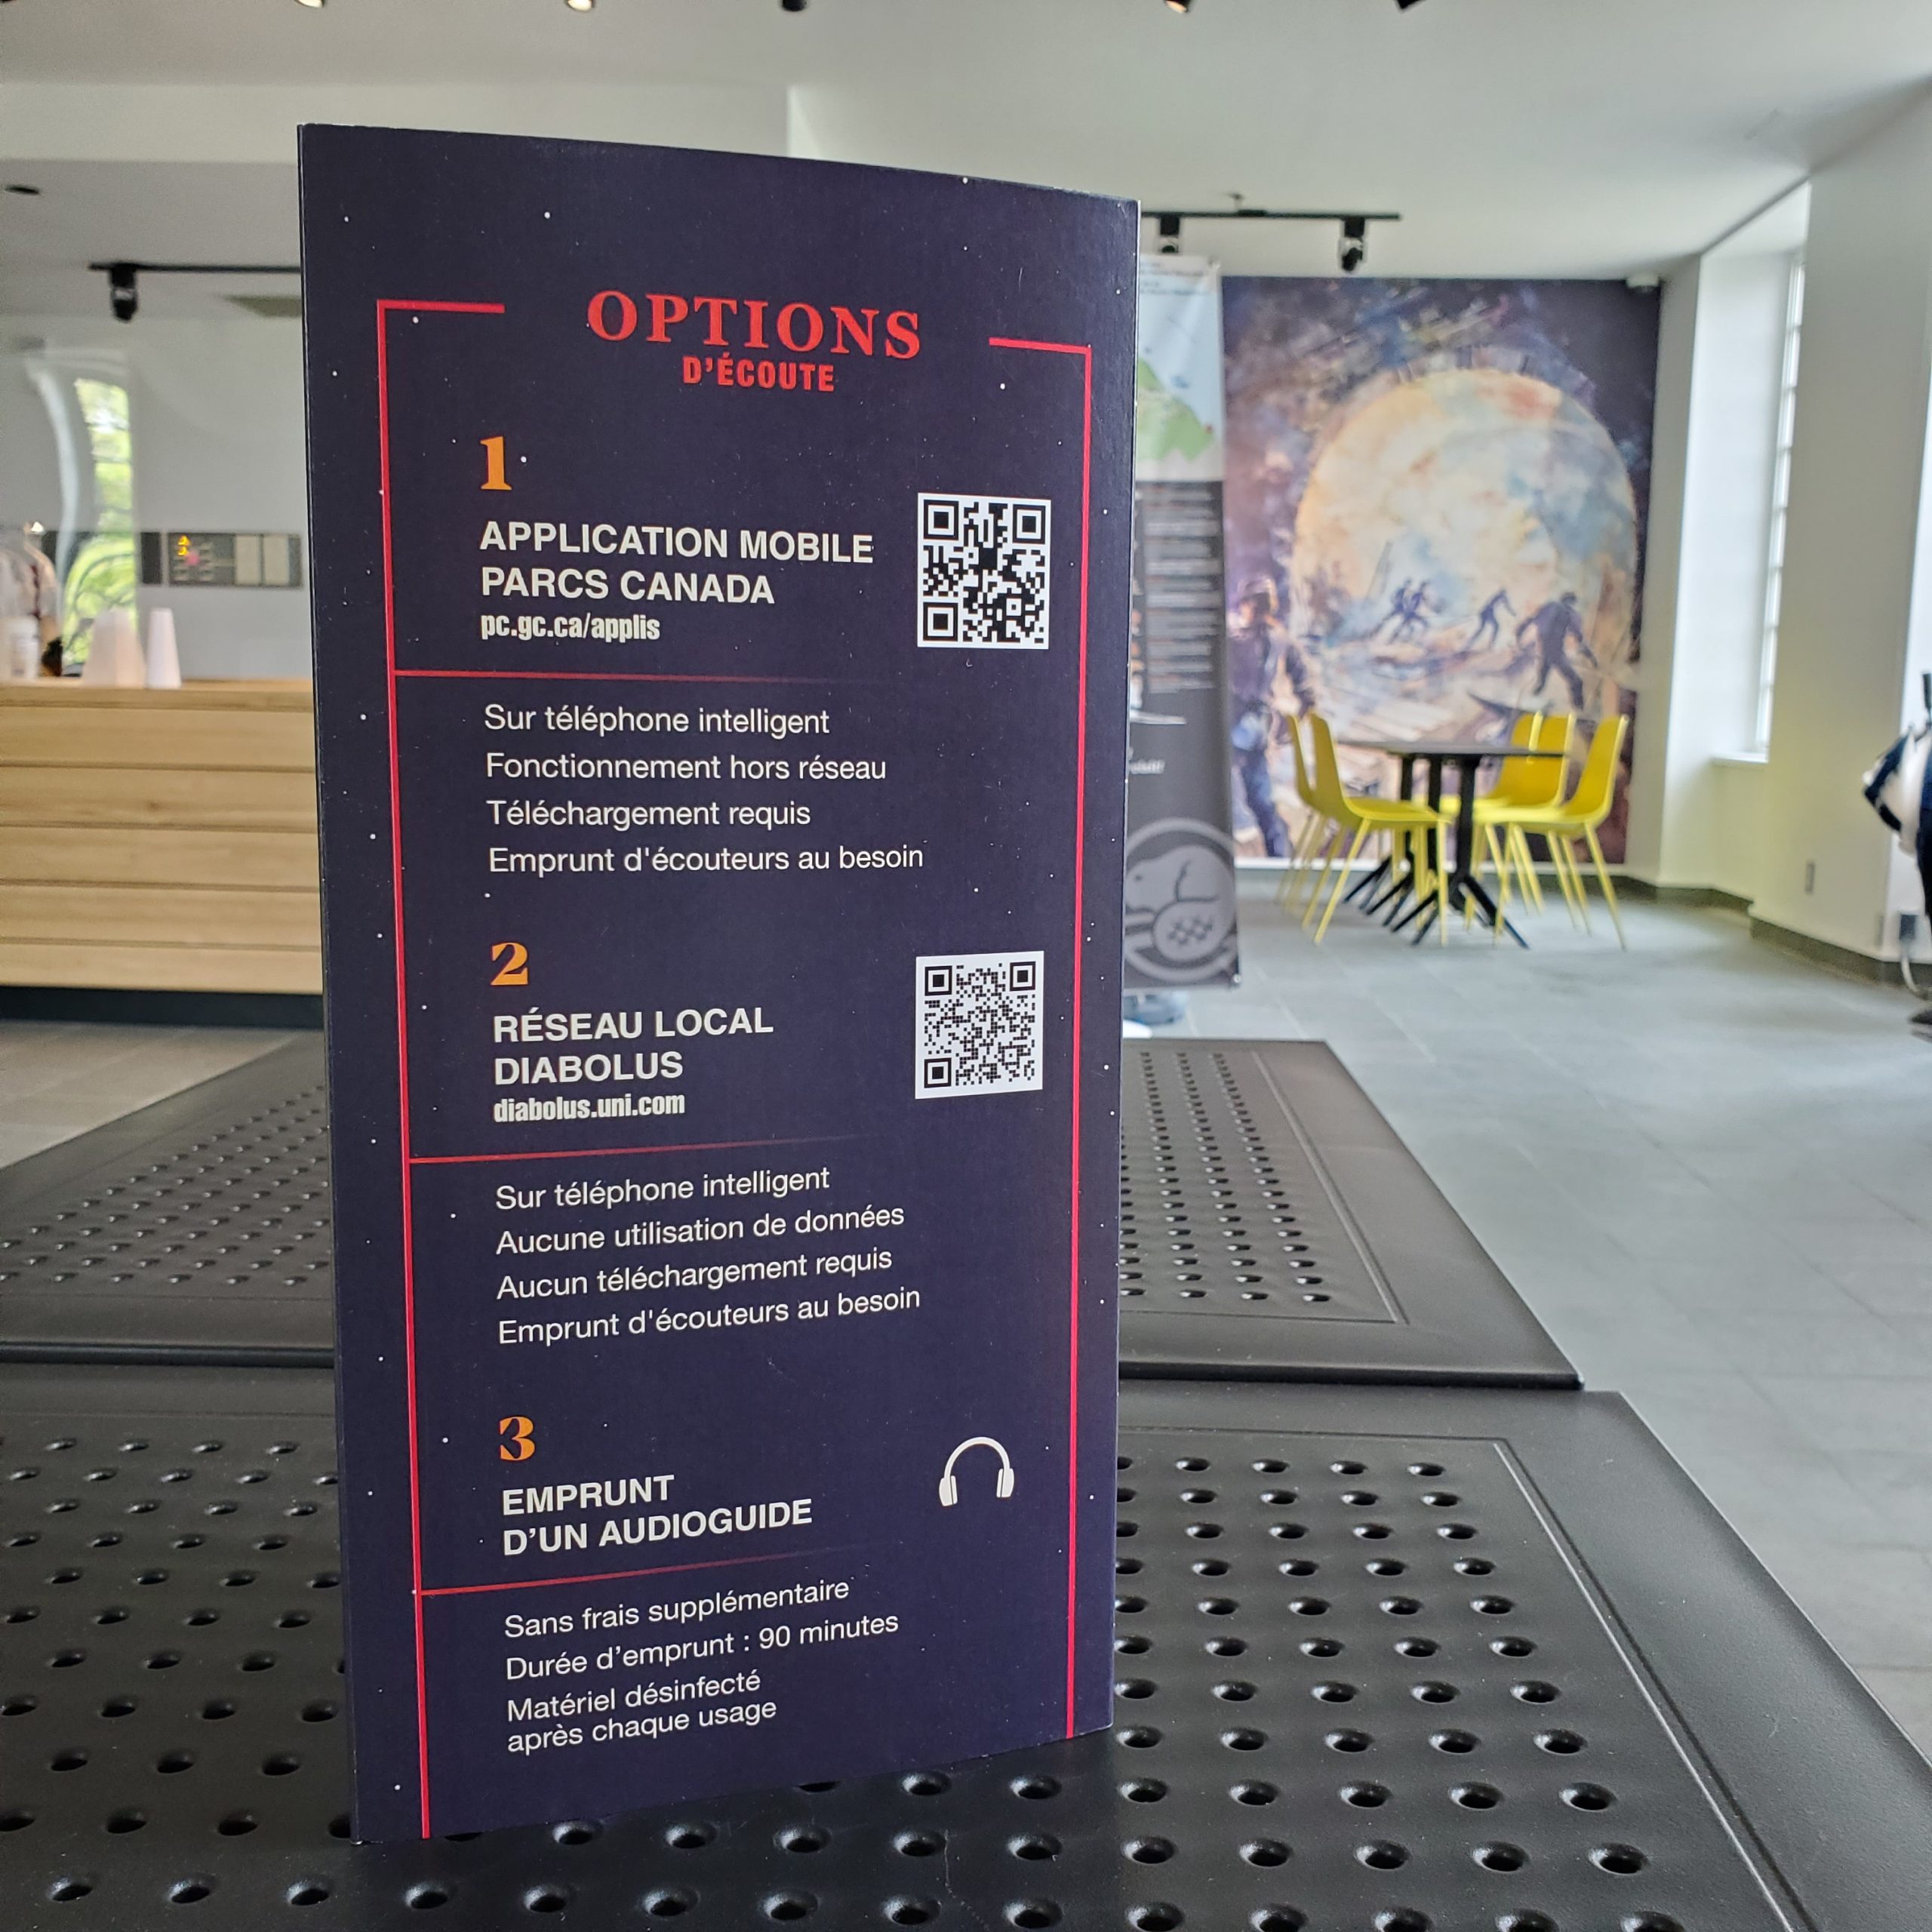 OPTIONS
D'ÉCOUTE
1
APPLICATION MOBILE
PARCS CANADA
pc.gc.ca/applis
Sur téléphone intelligent
Fonctionnement hors réseau
Téléchargement requis
Emprunt d'écouteurs au besoin
2
RÉSEAU LOCAL
DIABOLUS
diabolus.uni.com
Sur téléphone intelligent
Aucune utilisation de données
Aucun téléchargement requis
Emprunt d'écouteurs au besoin
3
EMPRUNT
D'UN AUDIOGUIDE
Sans frais supplémentaire
Durée d'emprunt : 90 minutes
Matériel désinfecté
après chaque usage